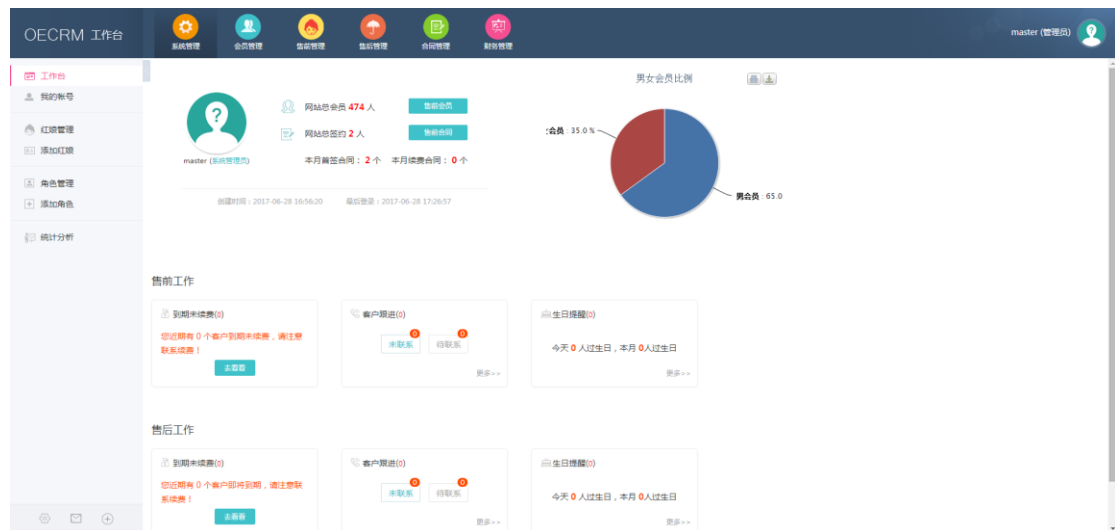 OECRM 工作台
系统管理 会员管理 售前管理 售后管理 合同管理 财务管理
master (管理员)
工作台
我的帐号
红娘管理
添加红娘
角色管理
添加角色
统计分析
网站总会员 474 人 售前会员
网站总签约 2 人 售前合同
master (系统管理员)
本月首签合同： 2 个 本月续费合同： 0 个
创建时间：2017-06-28 16:56:20 最后登录：2017-06-28 17:26:57
男女会员比例
会员 : 35.0 %
男会员 : 65.0
售前工作
到期未续费(0)
您近期有 0 个客户到期未续费，请注意
联系续费！
去看看
客户跟进(0)
未联系 0 待联系 0
更多>>
生日提醒(0)
今天 0 人过生日，本月 0人过生日
更多>>
售后工作
到期未续费(0)
您近期有 0 个客户即将到期，请注意联
系续费！
去看看
客户跟进(0)
未联系 0 待联系 0
更多>>
生日提醒(0)
今天 0 人过生日，本月 0人过生日
更多>>